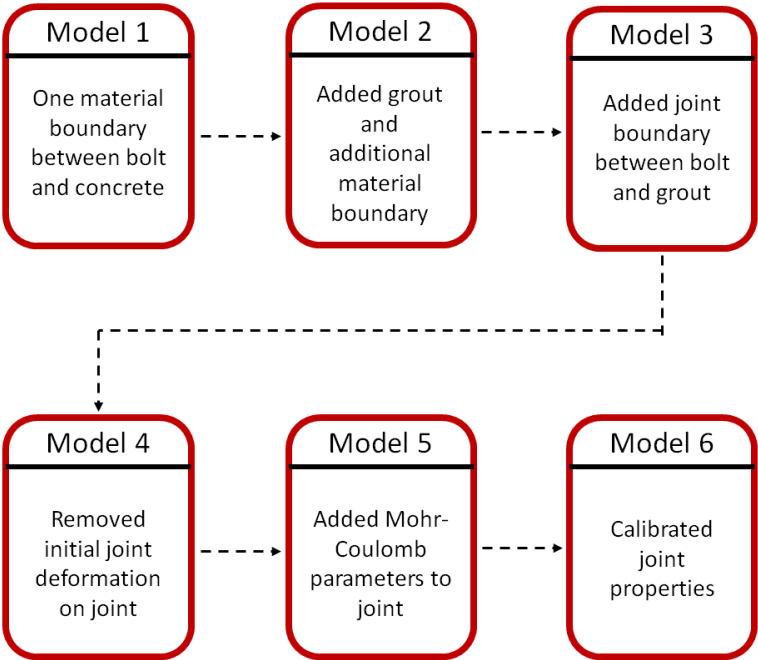 Model 1
One material
boundary
between bolt
and concrete
Model 2
Added grout
and
additional
material
boundary
Model 3
Added joint
boundary
between bolt
and grout
Model 4
Removed
initial joint
deformation
on joint
Model 5
Added Mohr-
Coulomb
parameters to
joint
Model 6
Calibrated
joint
properties